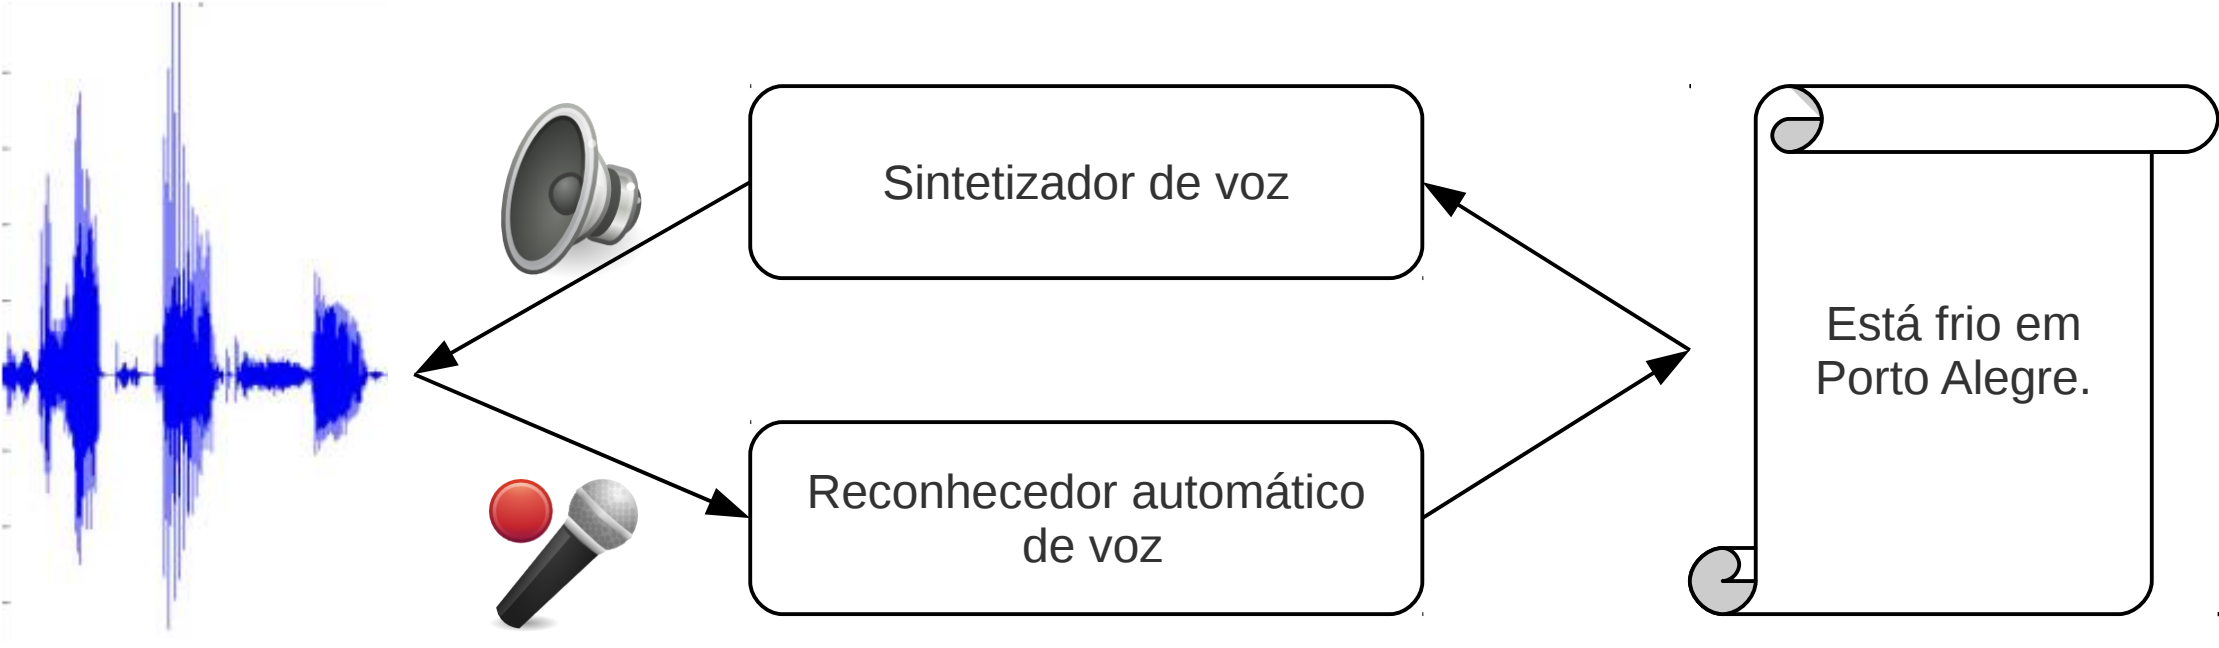 Sintetizador de voz
Reconhecedor automático
de voz
Está frio em
Porto Alegre.